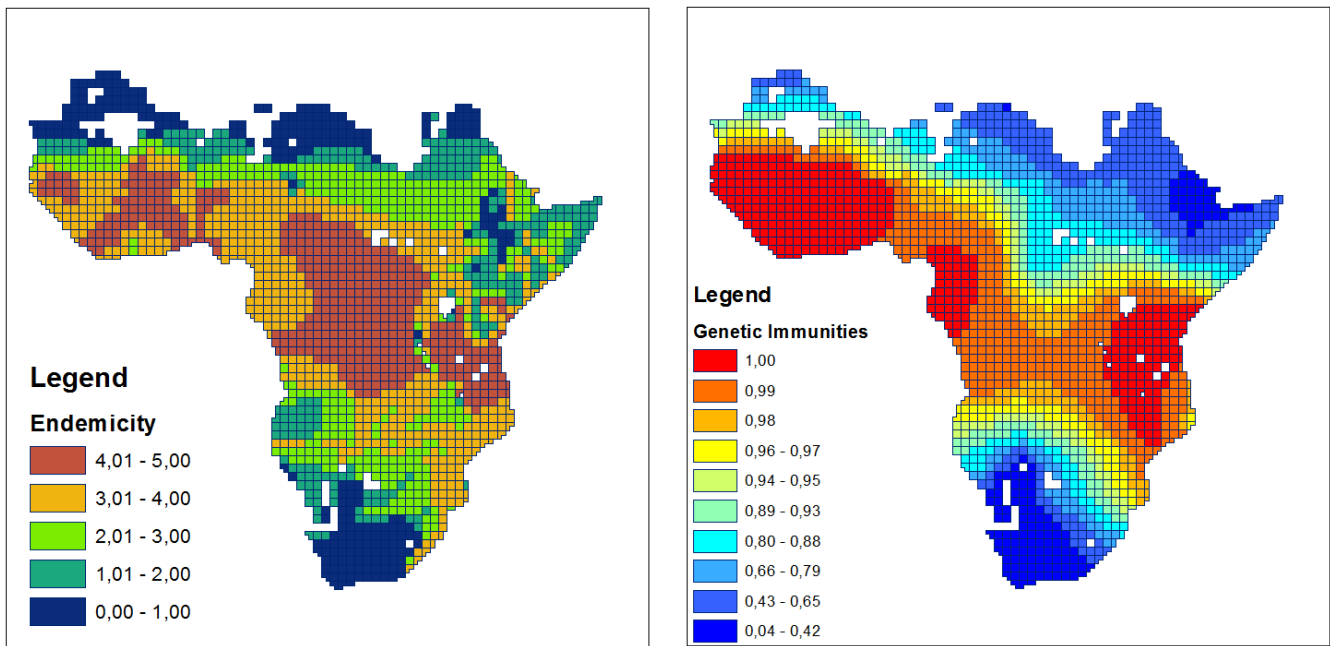 Legend
Endemicity
4,01 - 5,00
3,01 - 4,00
2,01 - 3,00
1,01 - 2,00
0,00 - 1,00
Legend
Genetic Immunities
1,00
0,99
0,98
0,96 - 0,97
0,94 - 0,95
0,89 - 0,93
0,80 - 0,88
0,66 - 0,79
0,43 - 0,65
0,04 - 0,42